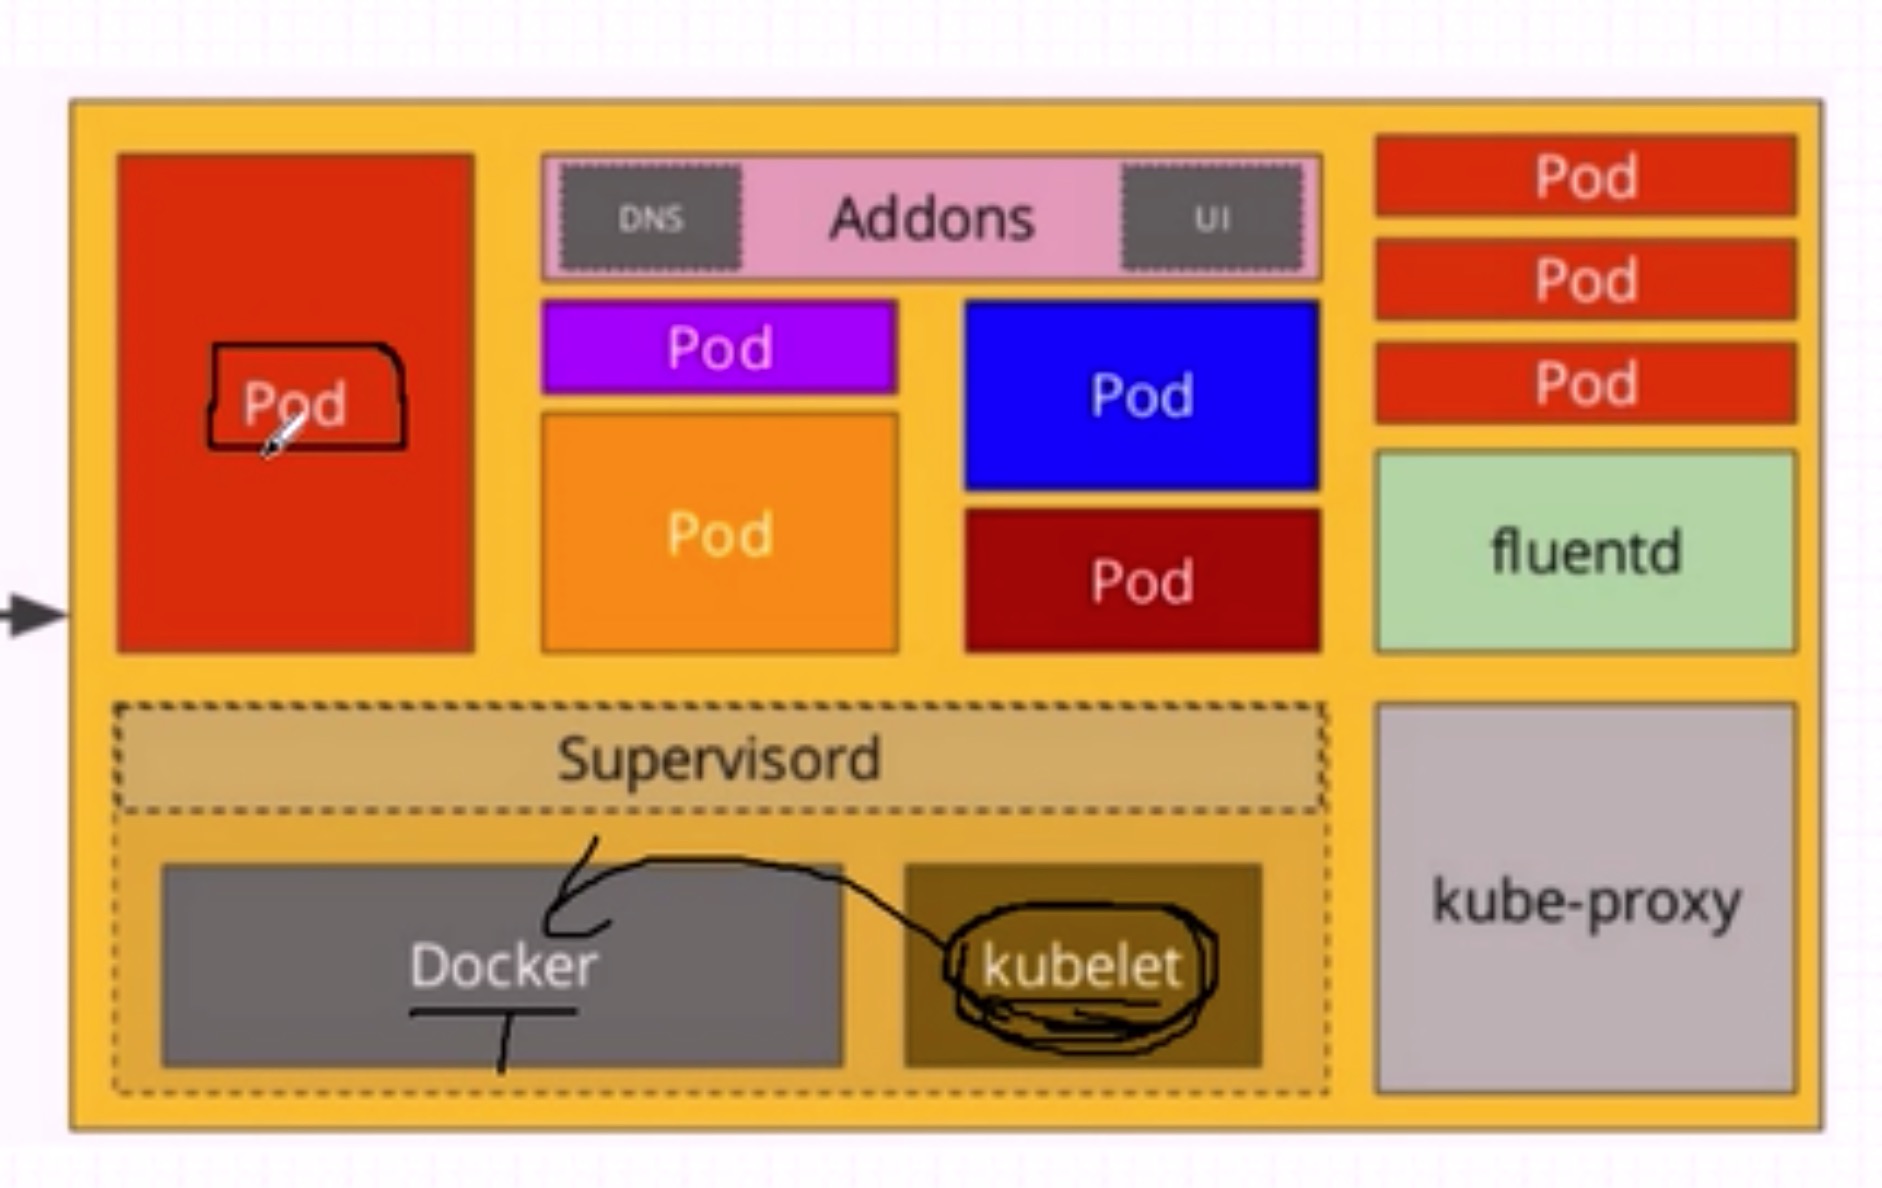 Pod
DNS
Addons
UI
Pod
Pod
Pod
Pod
Pod
Pod
Pod
fluentd
Supervisord
Docker
kubelet
kube-proxy